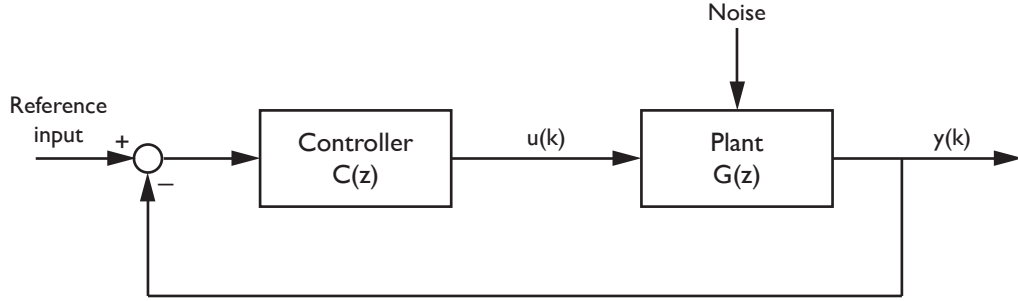 Noise
Reference
input
+
−
Controller
C(z)
u(k)
Plant
G(z)
y(k)